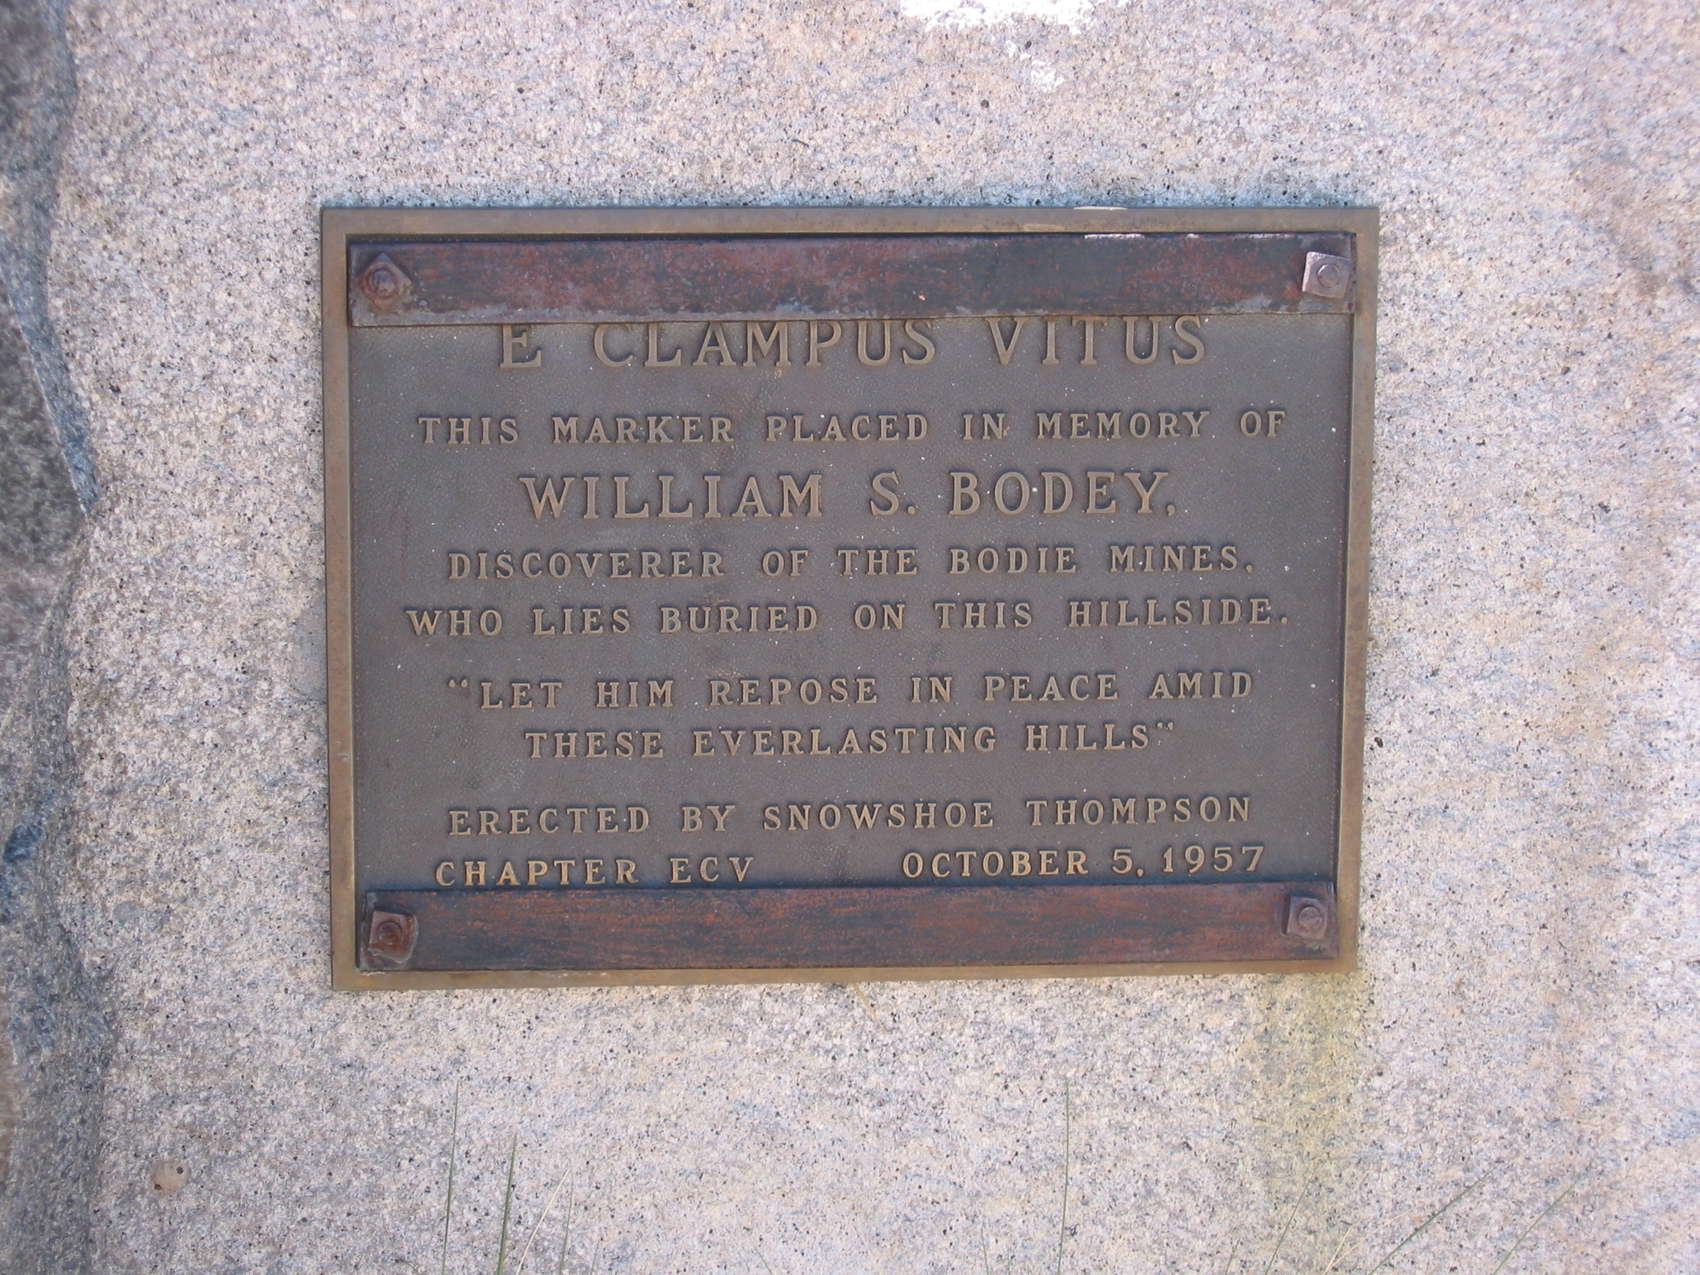 E CLAMPUS VITUS
THIS MARKER PLACED IN MEMORY OF
WILLIAM S. BODEY,
DISCOVERER OF THE BODIE MINES,
WHO LIES BURIED ON THIS HILLSIDE.
"LET HIM REPOSE IN PEACE AMID
THESE EVERLASTING HILLS"
ERECTED BY SNOWSHOE THOMPSON
CHAPTER ECV OCTOBER 5, 1957